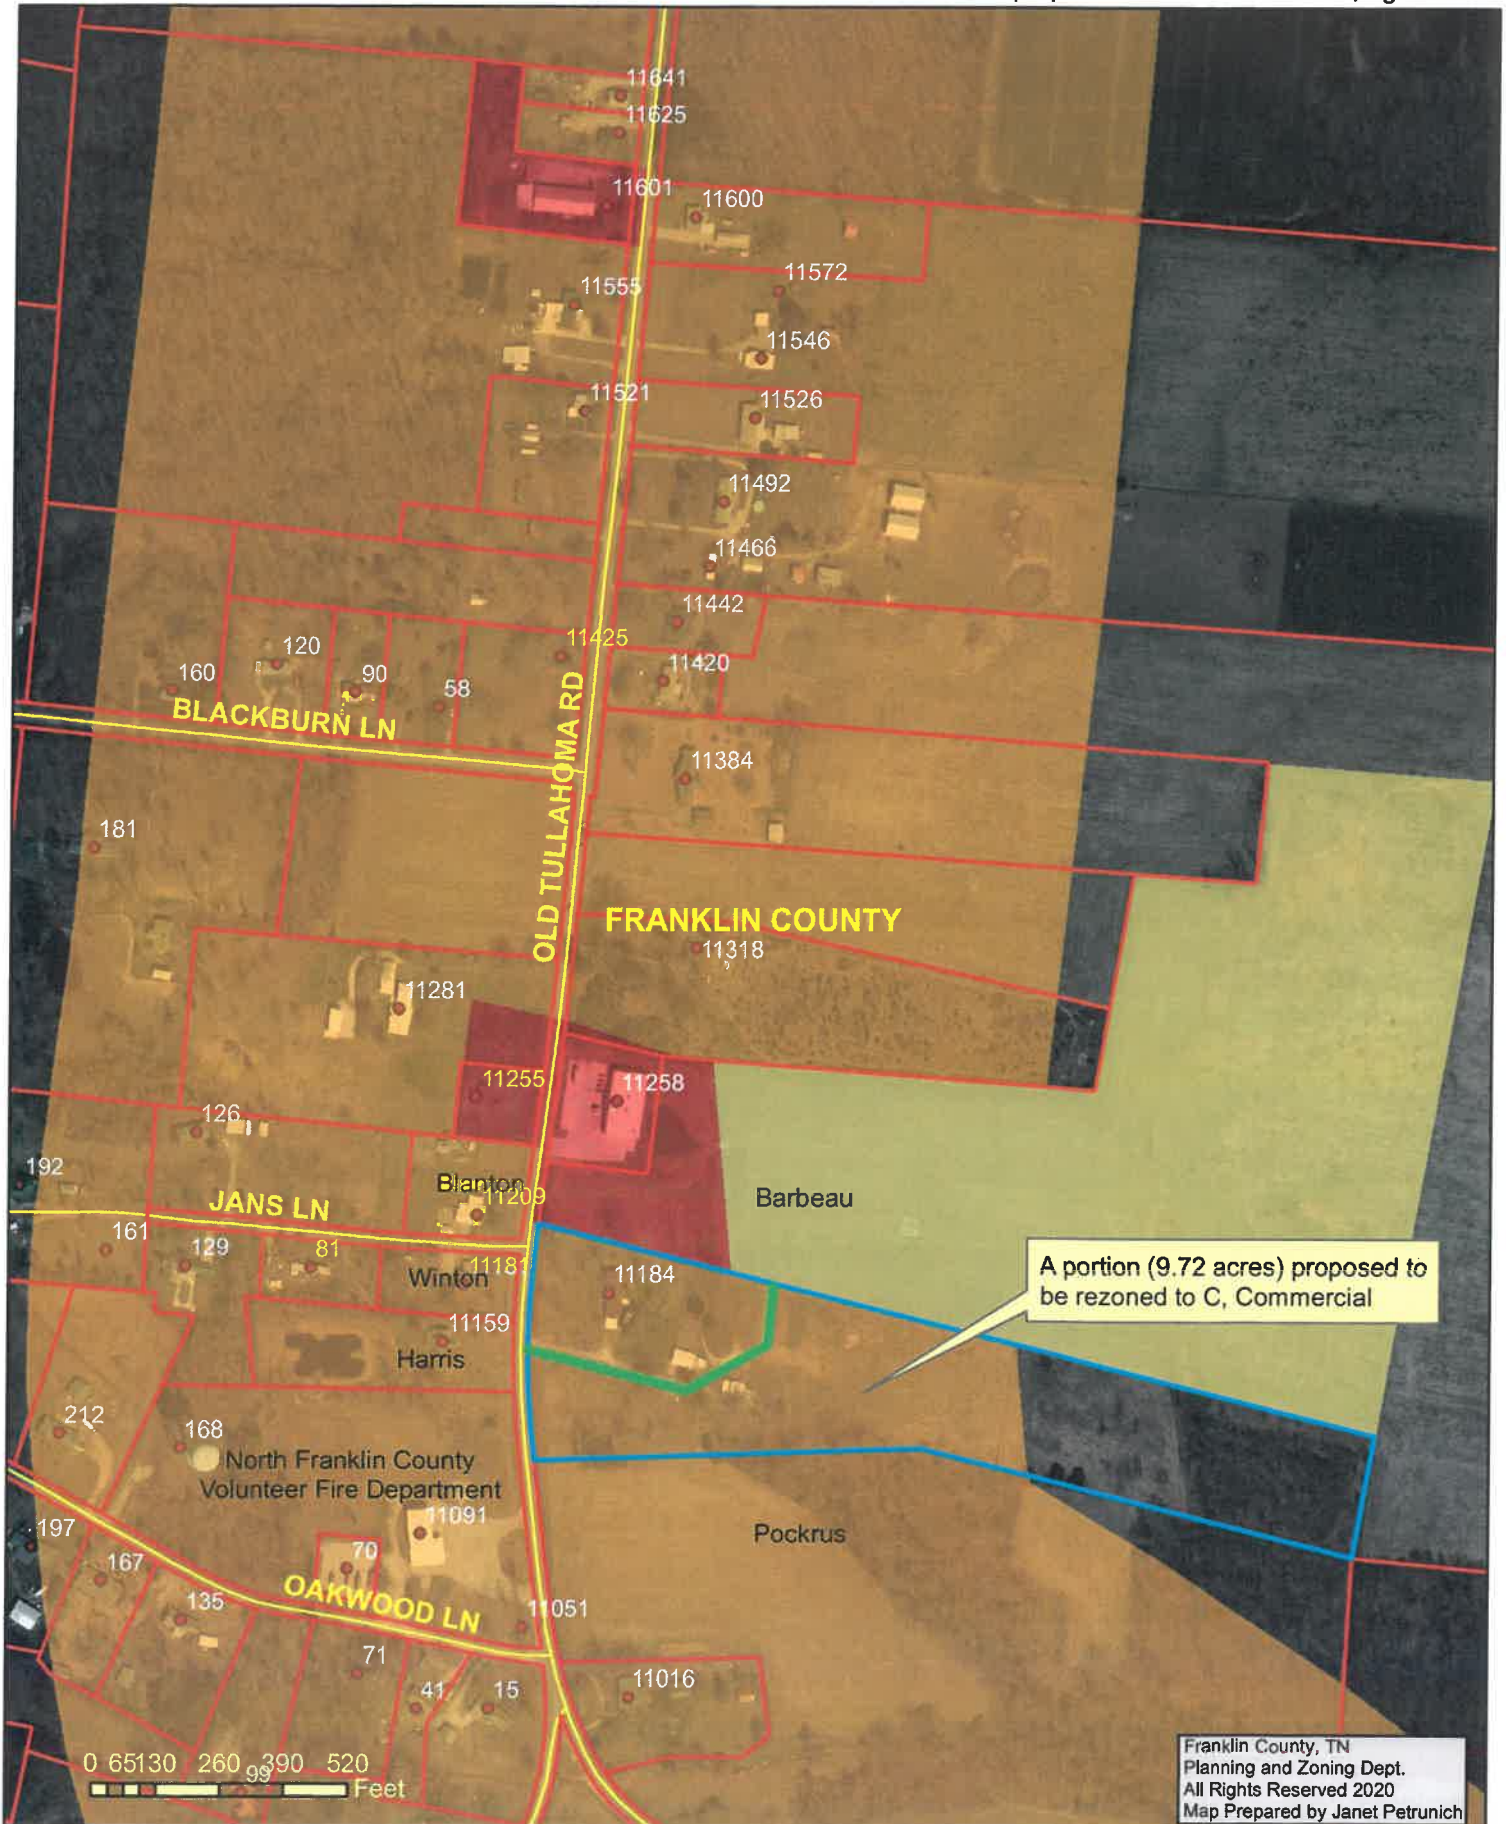 11641
11625
11601
11600
11572
11555
11546
11521
11526
11492
11466
11442
11425
11420
120
160
90
58
BLACKBURN LN
OLD TULLAHOMA RD
11384
181
FRANKLIN COUNTY
11318
11281
11255
11258
126
192
Blanton
11209
Barbeau
JANS LN
161
129
81
11181
Winton
11184
A portion (9.72 acres) proposed to
be rezoned to C, Commercial
11159
Harris
212
168
North Franklin County
Volunteer Fire Department
11091
197
Pockrus
167
70
135
OAKWOOD LN
11051
71
41
15
11016
0 65 130 260 390 520
99
Feet
Franklin County, TN
Planning and Zoning Dept.
All Rights Reserved 2020
Map Prepared by Janet Petrunich